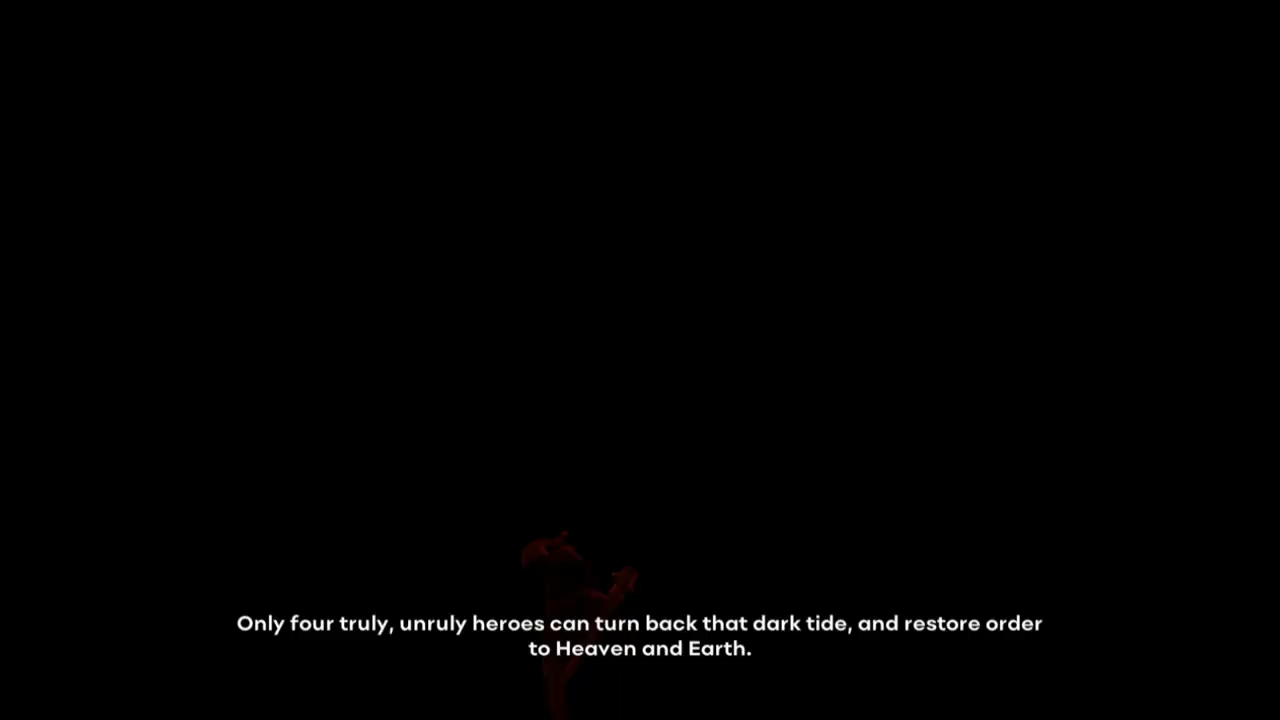 Only four truly, unruly heroes can turn back that dark tide, and restore order
to Heaven and Earth.